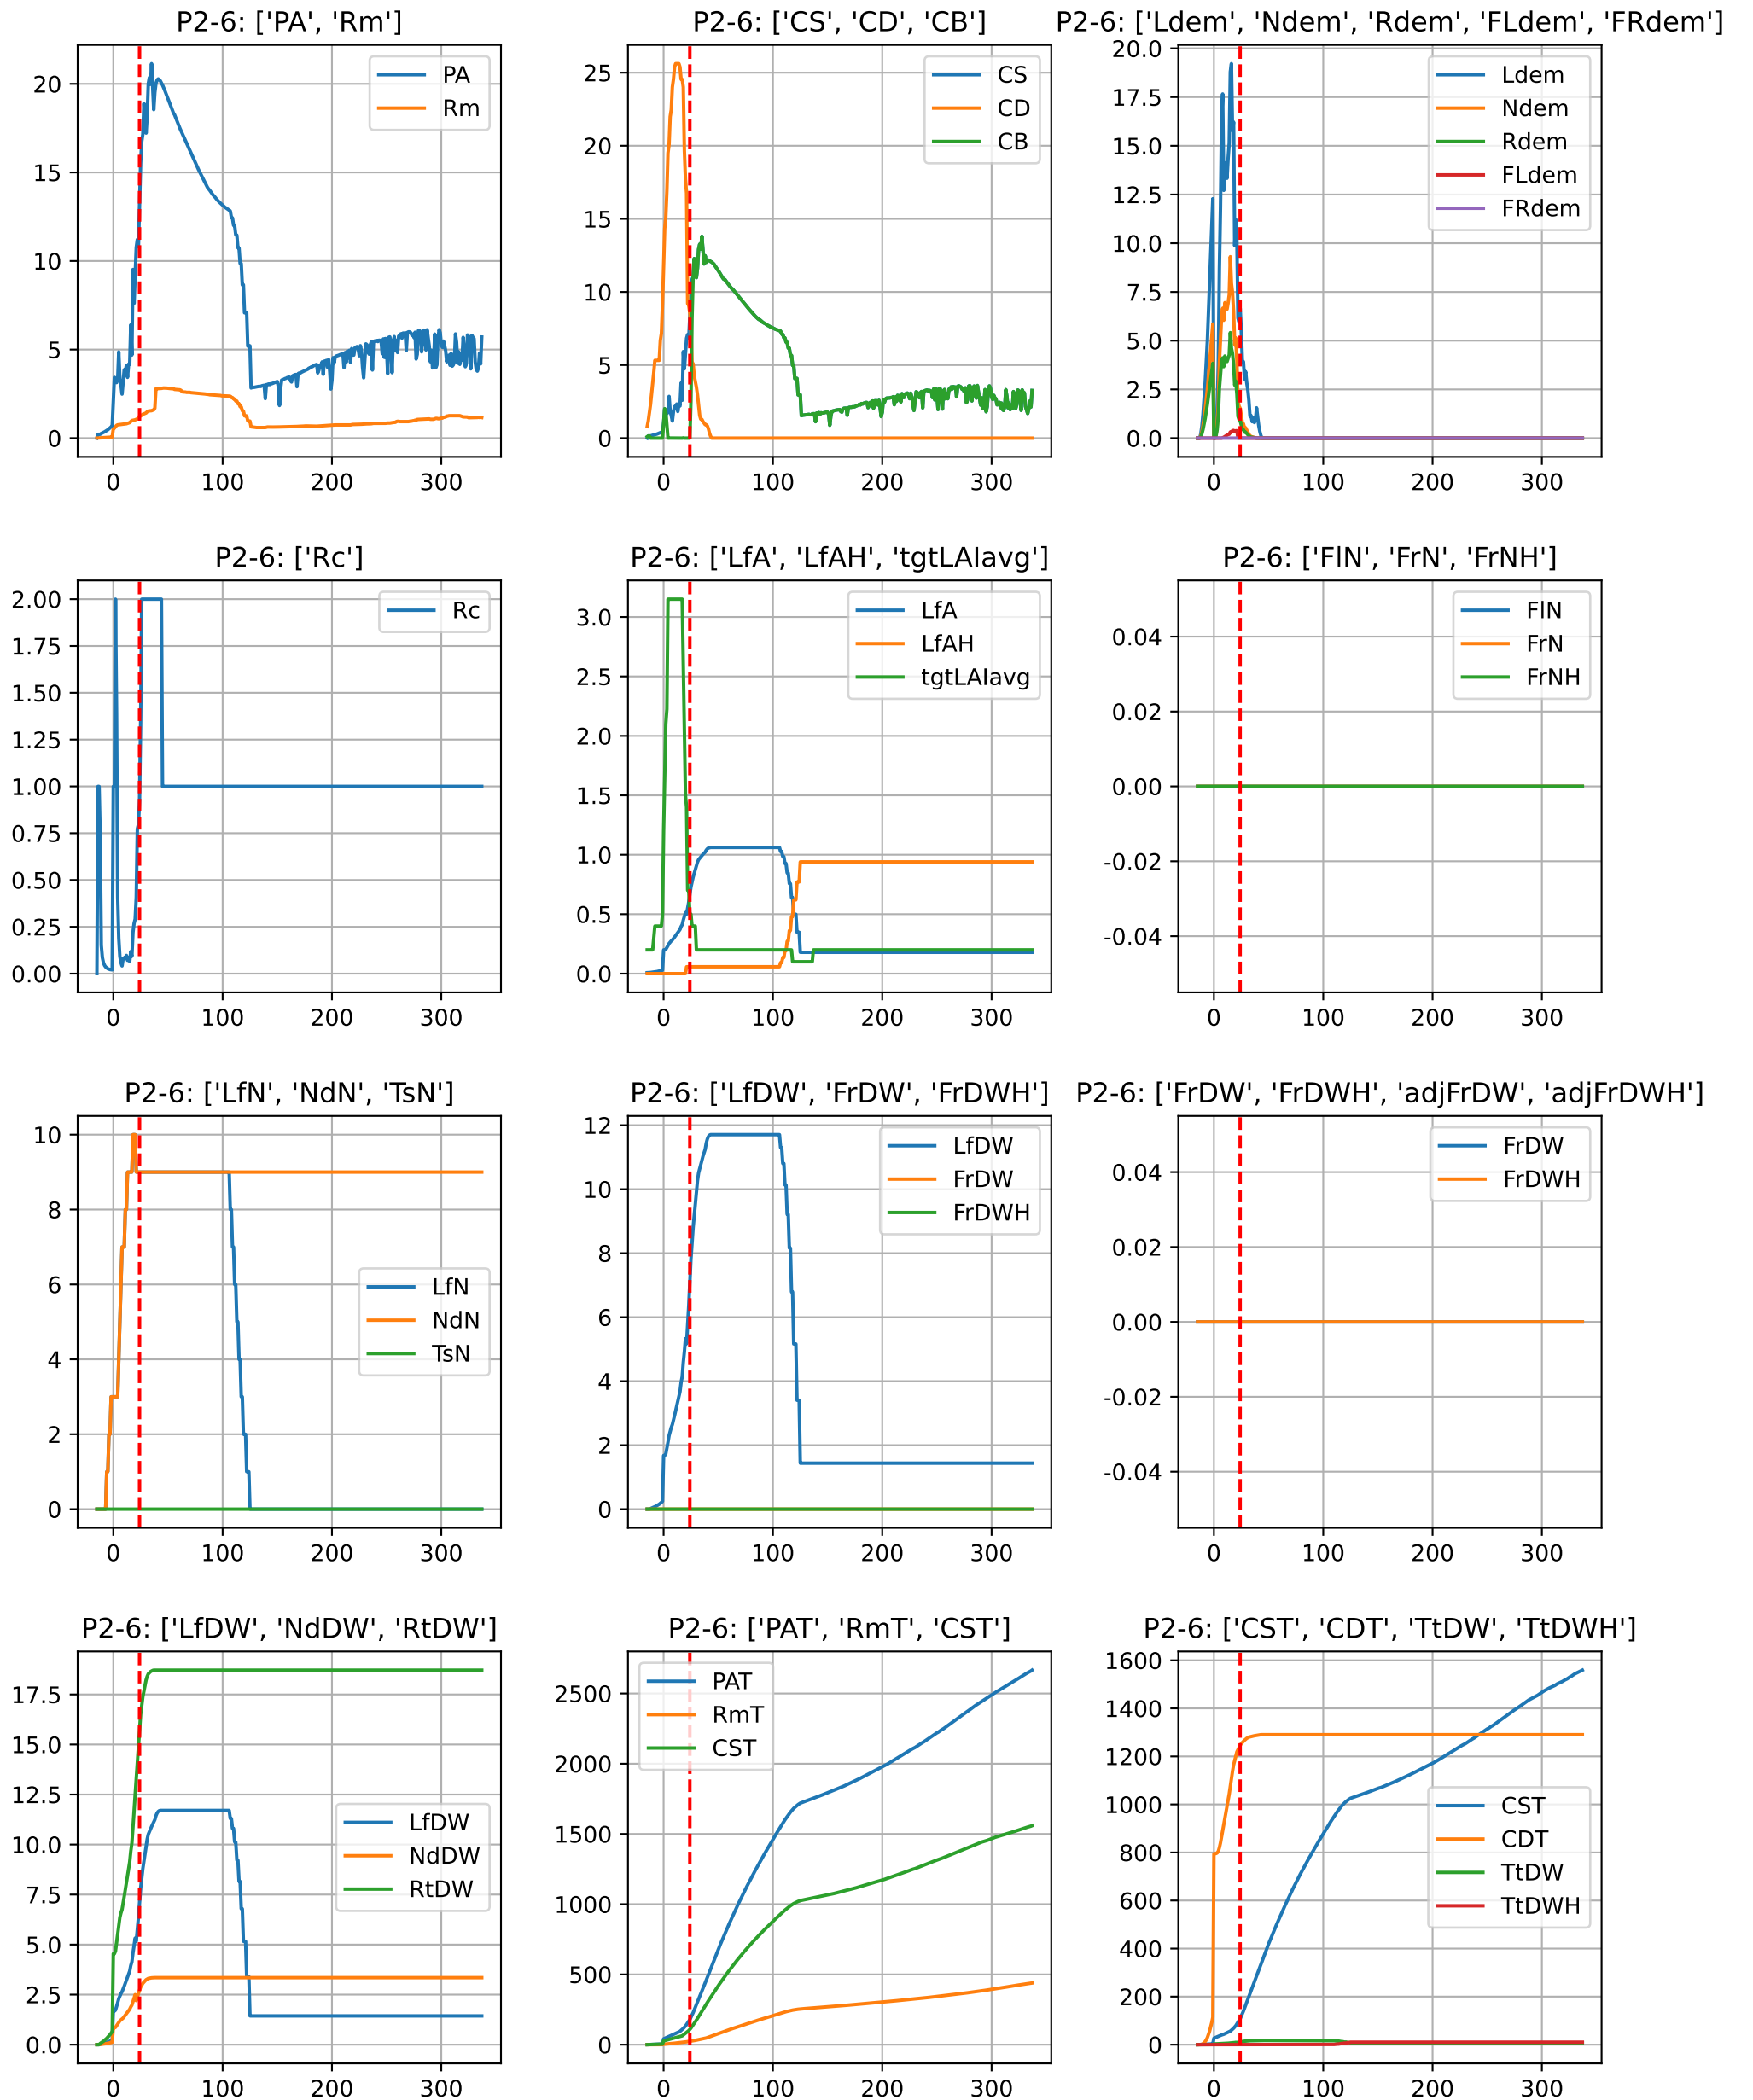 P2-6: ['PA', 'Rm']
20
15
10
5
0
0 100 200 300
PA
Rm
P2-6: ['CS', 'CD', 'CB']
25
20
15
10
5
0
0 100 200 300
CS
CD
CB
P2-6: ['Ldem', 'Ndem', 'Rdem', 'FLdem', 'FRdem']
20.0
17.5
15.0
12.5
10.0
7.5
5.0
2.5
0.0
0 100 200 300
Ldem
Ndem
Rdem
FLdem
FRdem
P2-6: ['Rc']
2.00
1.75
1.50
1.25
1.00
0.75
0.50
0.25
0.00
0 100 200 300
Rc
P2-6: ['LfA', 'LfAH', 'tgtLAIavg']
3.0
2.5
2.0
1.5
1.0
0.5
0.0
0 100 200 300
LfA
LfAH
tgtLAIavg
P2-6: ['FlN', 'FrN', 'FrNH']
0.04
0.02
0.00
-0.02
-0.04
0 100 200 300
FlN
FrN
FrNH
P2-6: ['LfN', 'NdN', 'TsN']
10
8
6
4
2
0
0 100 200 300
LfN
NdN
TsN
P2-6: ['LfDW', 'FrDW', 'FrDWH']
12
10
8
6
4
2
0
0 100 200 300
LfDW
FrDW
FrDWH
P2-6: ['FrDW', 'FrDWH', 'adjFrDW', 'adjFrDWH']
0.04
0.02
0.00
-0.02
-0.04
0 100 200 300
FrDW
FrDWH
P2-6: ['LfDW', 'NdDW', 'RtDW']
17.5
15.0
12.5
10.0
7.5
5.0
2.5
0.0
0 100 200 300
LfDW
NdDW
RtDW
P2-6: ['PAT', 'RmT', 'CST']
2500
2000
1500
1000
500
0
0 100 200 300
PAT
RmT
CST
P2-6: ['CST', 'CDT', 'TtDW', 'TtDWH']
1600
1400
1200
1000
800
600
400
200
0
0 100 200 300
CST
CDT
TtDW
TtDWH